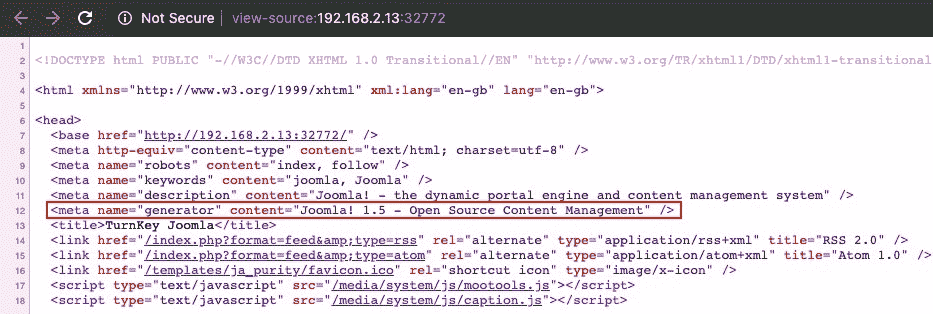 Not Secure | view-source:192.168.2.13:32772
1
2 <!DOCTYPE html PUBLIC "-//W3C//DTD XHTML 1.0 Transitional//EN" "http://www.w3.org/TR/xhtml1/DTD/xhtml1-transitional
3
4 <html xmlns="http://www.w3.org/1999/xhtml" xml:lang="en-gb" lang="en-gb">
5
6 <head>
7 <base href="http://192.168.2.13:32772/" />
8 <meta http-equiv="content-type" content="text/html; charset=utf-8" />
9 <meta name="robots" content="index, follow" />
10 <meta name="keywords" content="joomla, Joomla" />
11 <meta name="description" content="Joomla! - the dynamic portal engine and content management system" />
12 <meta name="generator" content="Joomla! 1.5 - Open Source Content Management" />
13 <title>TurnKey Joomla</title>
14 <link href="/index.php?format=feed&amp;type=rss" rel="alternate" type="application/rss+xml" title="RSS 2.0" />
15 <link href="/index.php?format=feed&amp;type=atom" rel="alternate" type="application/atom+xml" title="Atom 1.0" />
16 <link href="/templates/ja_purity/favicon.ico" rel="shortcut icon" type="image/x-icon" />
17 <script type="text/javascript" src="/media/system/js/mootools.js"></script>
18 <script type="text/javascript" src="/media/system/js/caption.js"></script>